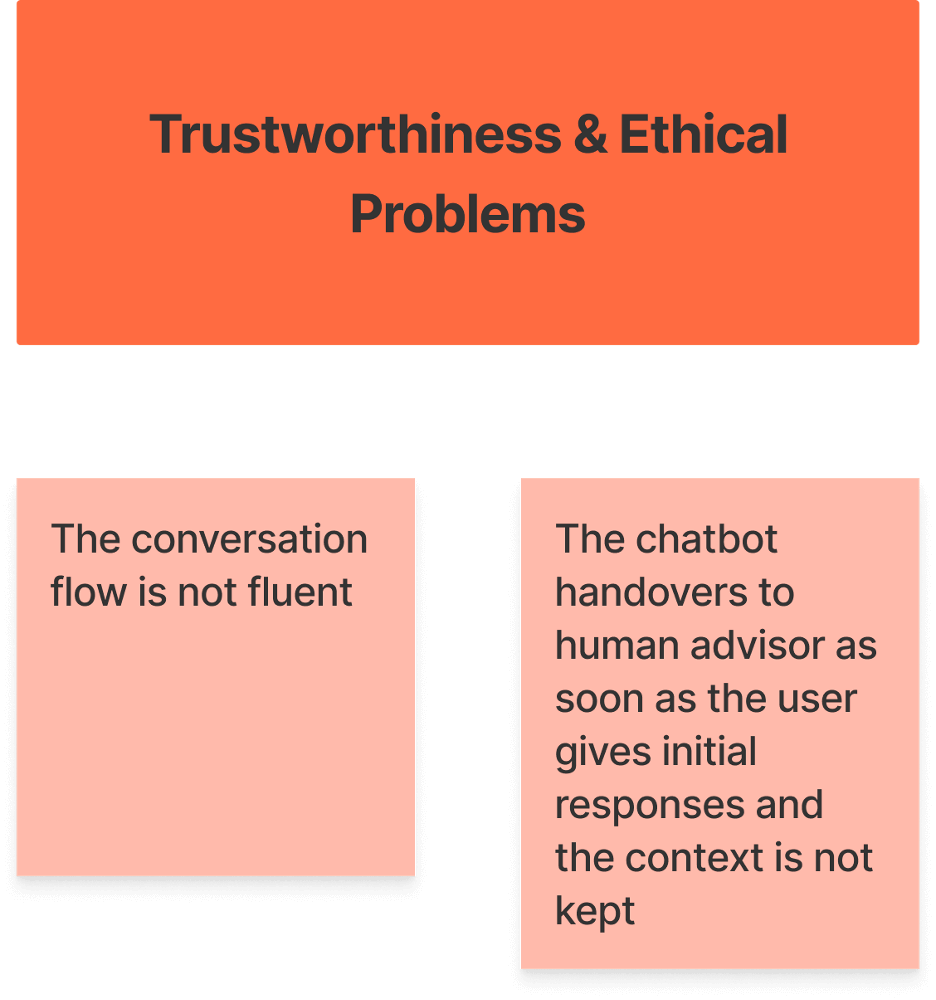 Trustworthiness & Ethical
Problems
The conversation
flow is not fluent
The chatbot
handovers to
human advisor as
soon as the user
gives initial
responses and
the context is not
kept